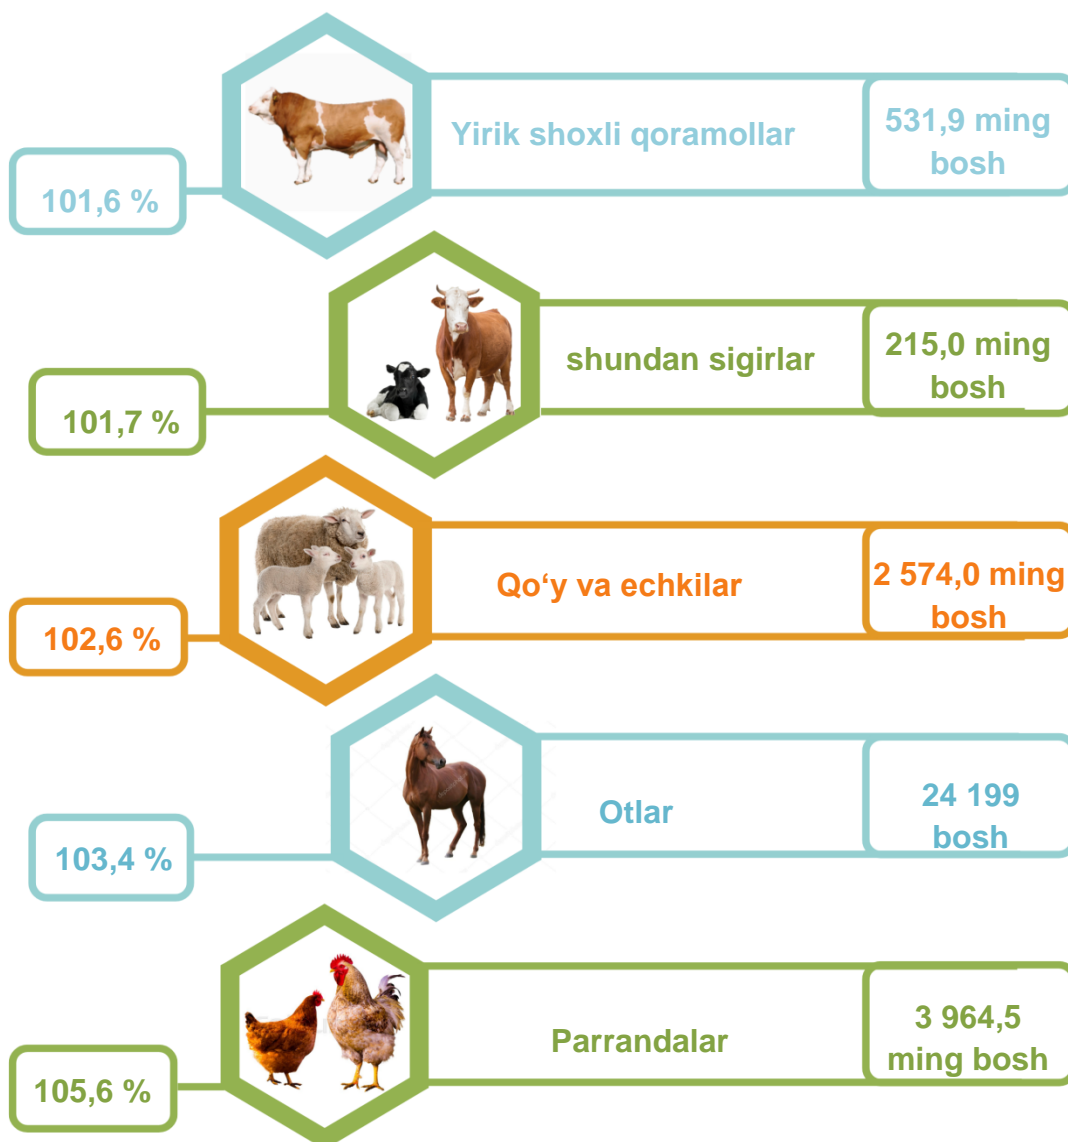 Yirik shoxli qoramollar
531,9 ming
bosh
101,6 %
shundan sigirlar
215,0 ming
bosh
101,7 %
Qo‘y va echkilar
2 574,0 ming
bosh
102,6 %
Otlar
24 199
bosh
103,4 %
Parrandalar
3 964,5
ming bosh
105,6 %